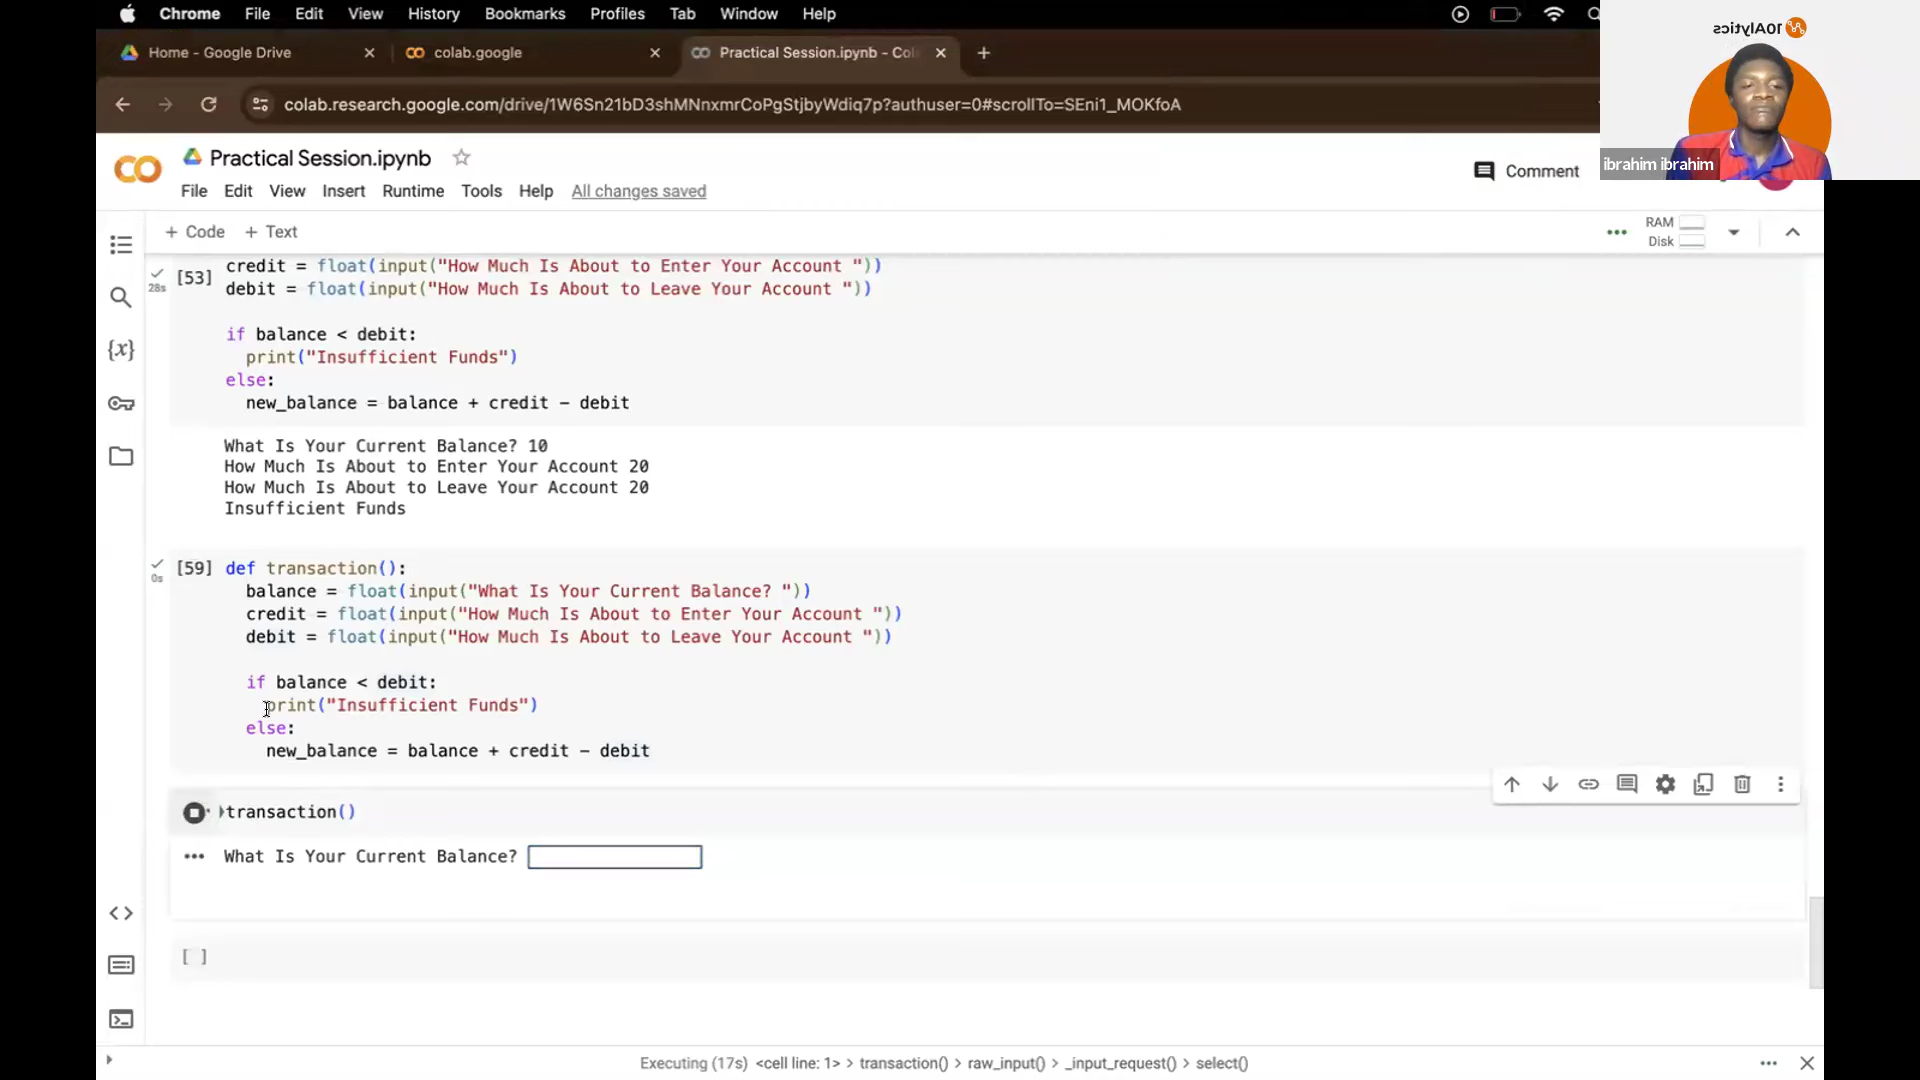 Chrome File Edit View History Bookmarks Profiles Tab Window Help
Home - Google Drive
colab.google
Practical Session.ipynb - Col
colab.research.google.com/drive/1W6Sn21bD3shMNnxmrCoPgStjbyWdiq7p?authuser=0#scrollTo=SEni1_MOKfoA
10Alytics
ibrahim ibrahim
Practical Session.ipynb
Comment
File Edit View Insert Runtime Tools Help All changes saved
+ Code + Text
RAM
Disk
[53]
28s
credit = float(input("How Much Is About to Enter Your Account "))
debit = float(input("How Much Is About to Leave Your Account "))
if balance < debit:
print("Insufficient Funds")
else:
new_balance = balance + credit - debit
What Is Your Current Balance? 10
How Much Is About to Enter Your Account 20
How Much Is About to Leave Your Account 20
Insufficient Funds
[59] def transaction():
0s
balance = float(input("What Is Your Current Balance? "))
credit = float(input("How Much Is About to Enter Your Account "))
debit = float(input("How Much Is About to Leave Your Account "))
if balance < debit:
print("Insufficient Funds")
else:
new_balance = balance + credit - debit
transaction()
What Is Your Current Balance?
[ ]
Executing (17s) <cell line: 1> > transaction() > raw_input() > _input_request() > select()